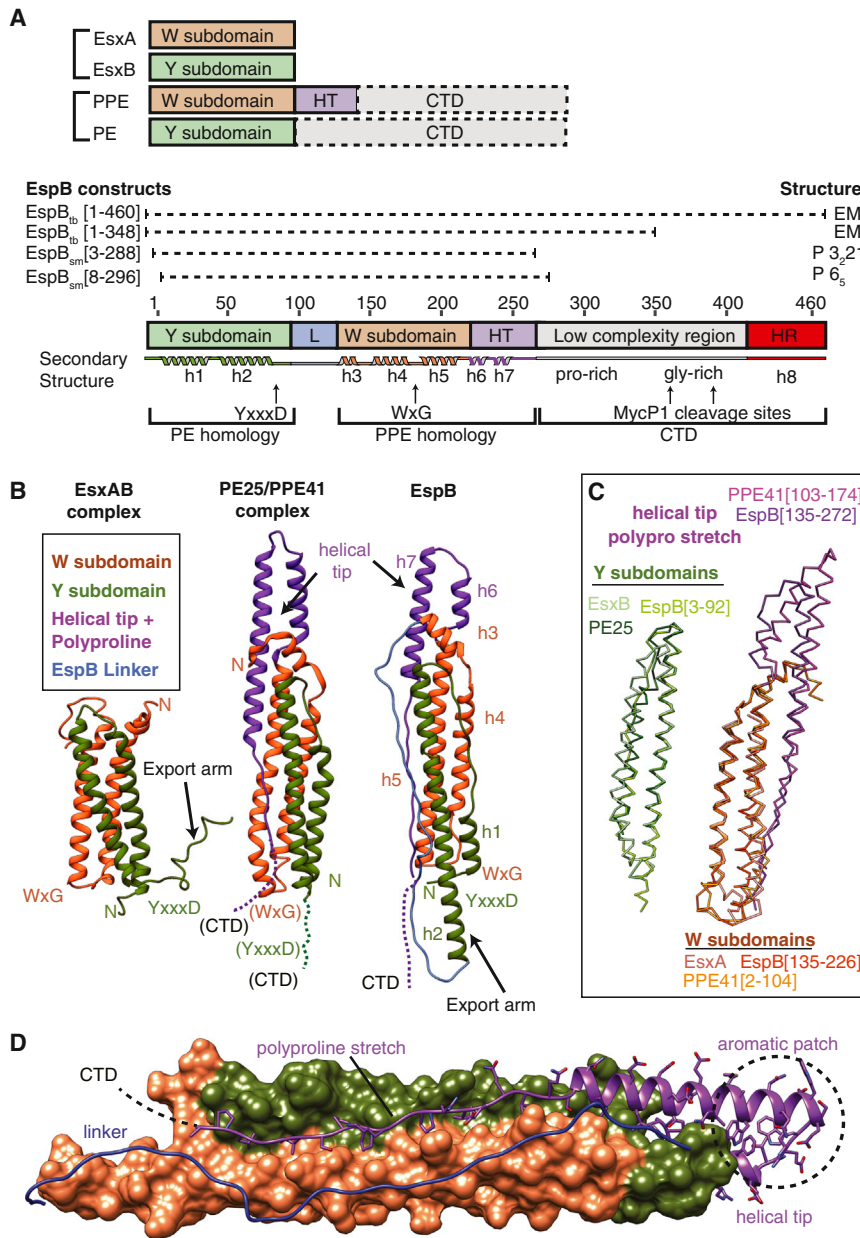 A
EsxA
W subdomain
EsxB
Y subdomain
PPE
W subdomain HT CTD
PE
Y subdomain CTD
EspB constructs Structure
EspBtb [1-460] EM
EspBtb [1-348] EM
EspBsm[3-288] P 3221
EspBsm[8-296] P 65
1 50 100 150 200 250 300 350 400 460
Y subdomain L W subdomain HT Low complexity region HR
Secondary Structure
h1 h2 h3 h4 h5 h6 h7 pro-rich gly-rich h8
YxxxD WxG MycP1 cleavage sites
PE homology PPE homology CTD
B
EsxAB complex
PE25/PPE41 complex
EspB
W subdomain
Y subdomain
Helical tip + Polyproline
EspB Linker
N
Export arm
WxG
N
YxxxD
helical tip
N
N
(CTD)
(WxG)
(YxxxD)
(CTD)
h7
h6
h3
h4
h5
h1
WxG
N
YxxxD
h2
CTD
Export arm
C
PPE41[103-174]
helical tip
EspB[135-272]
polypro stretch
Y subdomains
EsxB EspB[3-92]
PE25
W subdomains
EsxA EspB[135-226]
PPE41[2-104]
D
polyproline stretch
aromatic patch
CTD
linker
helical tip